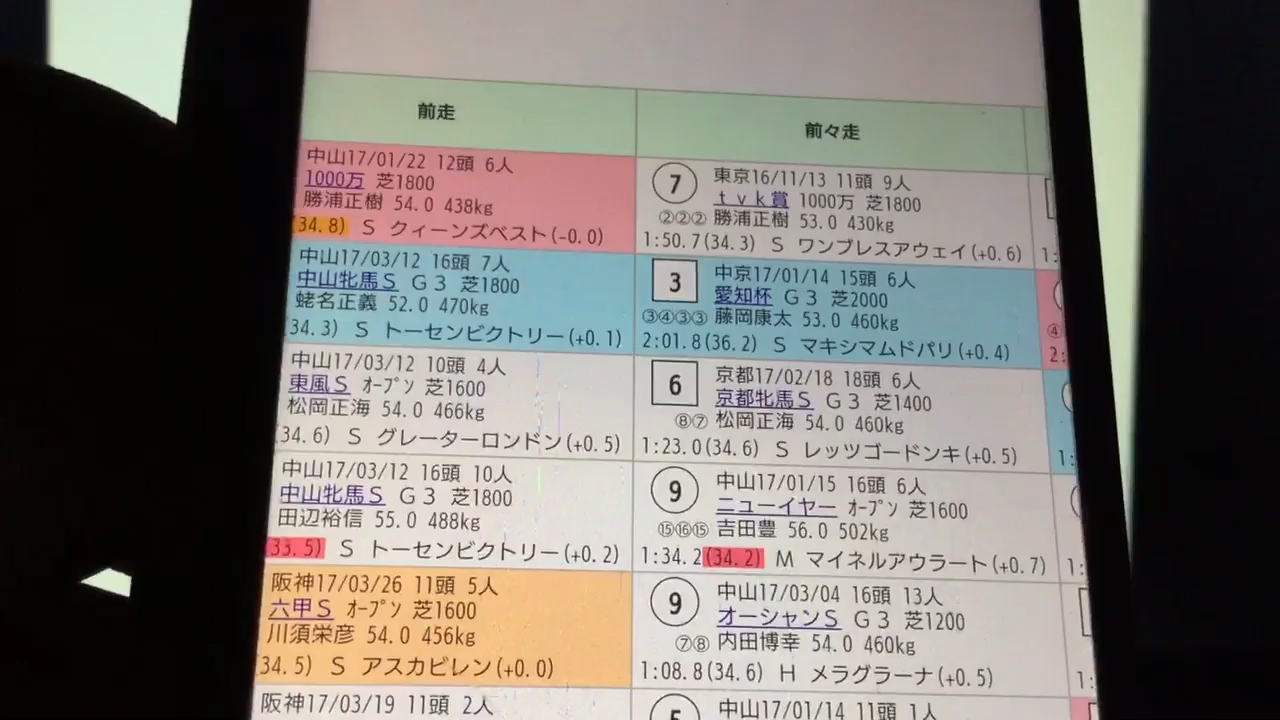 前走
前々走
中山17/01/22 12頭 6人
1000万 芝1800
勝浦正樹 54.0 438kg
(34.8) S クィーンズベスト(-0.0)
7
東京16/11/13 11頭 9人
ｔｖｋ賞 1000万 芝1800
②②② 勝浦正樹 53.0 430kg
1:50.7(34.3) S ワンブレスアウェイ(+0.6)
中山17/03/12 16頭 7人
中山牝馬Ｓ Ｇ３ 芝1800
蛯名正義 52.0 470kg
(34.3) S トーセンビクトリー(+0.1)
3
中京17/01/14 15頭 6人
愛知杯 Ｇ３ 芝2000
③④③③ 藤岡康太 53.0 460kg
2:01.8(36.2) S マキシマムドパリ(+0.4)
④
2:
中山17/03/12 10頭 4人
東風Ｓ ｵｰﾌﾟﾝ 芝1600
松岡正海 54.0 466kg
(34.6) S グレーターロンドン(+0.5)
6
京都17/02/18 18頭 6人
京都牝馬Ｓ Ｇ３ 芝1400
⑧⑦ 松岡正海 54.0 460kg
1:23.0(34.6) S レッツゴードンキ(+0.5)
1:
中山17/03/12 16頭 10人
中山牝馬Ｓ Ｇ３ 芝1800
田辺裕信 55.0 488kg
33.5) S トーセンビクトリー(+0.2)
9
中山17/01/15 16頭 6人
ニューイヤー ｵｰﾌﾟﾝ 芝1600
⑮⑯⑮ 吉田豊 56.0 502kg
1:34.2(34.2) M マイネルアウラート(+0.7)
1:
阪神17/03/26 11頭 5人
六甲Ｓ ｵｰﾌﾟﾝ 芝1600
川須栄彦 54.0 456kg
(34.5) S アスカビレン(+0.0)
9
中山17/03/04 16頭 13人
オーシャンＳ Ｇ３ 芝1200
⑦⑧ 内田博幸 54.0 460kg
1:08.8(34.6) H メラグラーナ(+0.5)
1:
阪神17/03/19 11頭 2人
5
中山17/01/14 11頭 1人